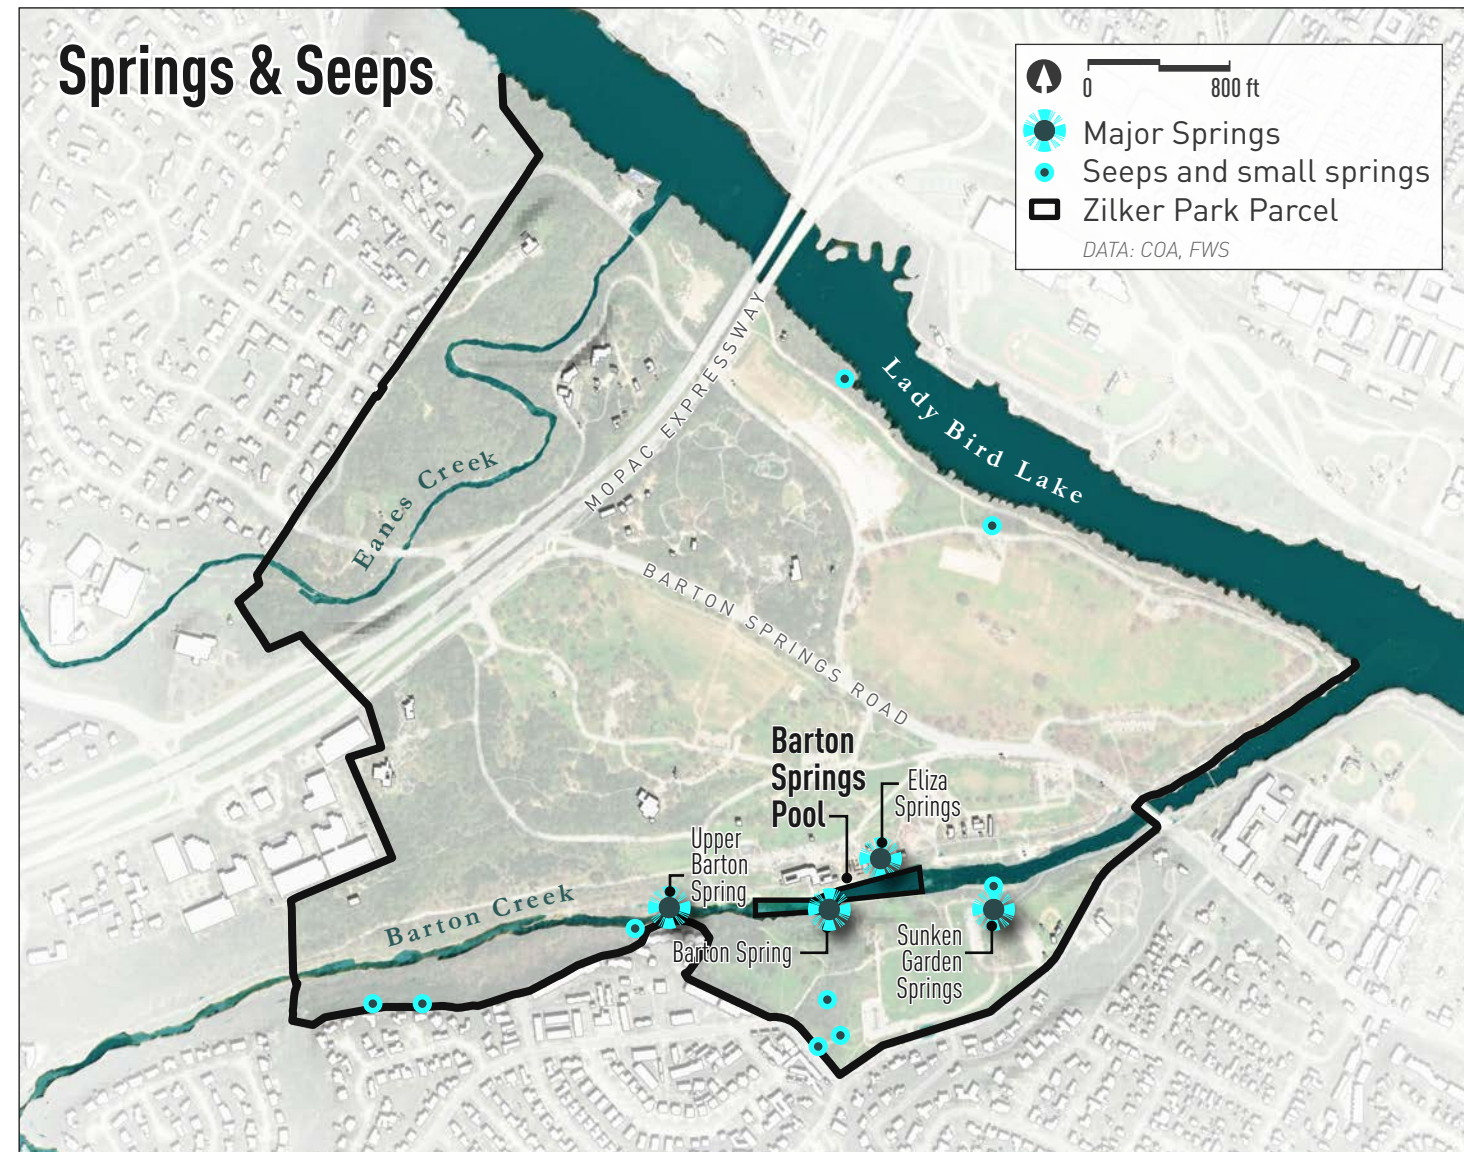 Springs & Seeps
0 800 ft
Major Springs
Seeps and small springs
Zilker Park Parcel
DATA: COA, FWS
Lady Bird Lake
MOPAC EXPRESSWAY
Eanes Creek
BARTON SPRINGS ROAD
Barton
Springs
Pool
Eliza
Springs
Upper
Barton
Spring
Barton Creek
Barton Spring
Sunken
Garden
Springs